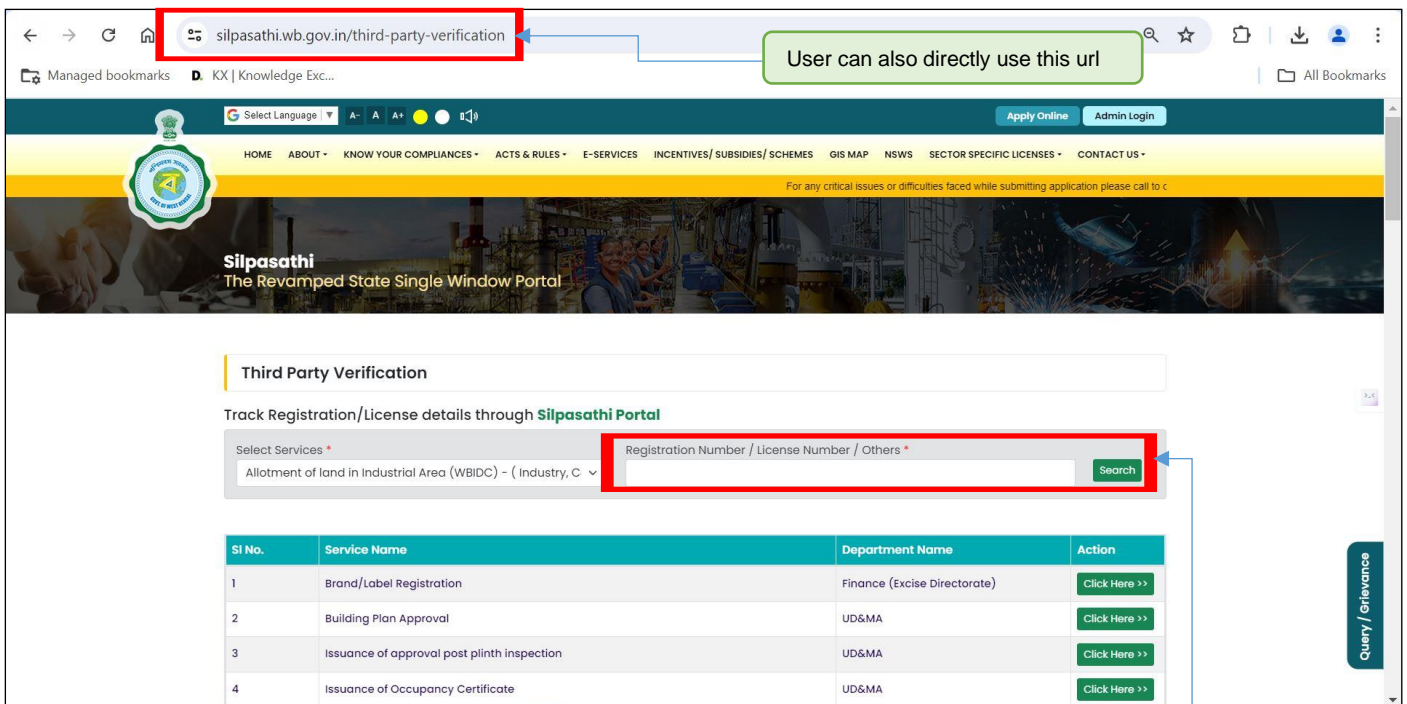 silpasathi.wb.gov.in/third-party-verification
User can also directly use this url
Managed bookmarks D. KX | Knowledge Exc... All Bookmarks
G Select Language ▼ A- A A+ Apply Online Admin Login
HOME ABOUT KNOW YOUR COMPLIANCES ACTS & RULES E-SERVICES INCENTIVES/ SUBSIDIES/ SCHEMES GIS MAP NSWS SECTOR SPECIFIC LICENSES CONTACT US
For any critical issues or difficulties faced while submitting application please call to c
Silpasathi
The Revamped State Single Window Portal
Third Party Verification
Track Registration/License details through Silpasathi Portal
Select Services * Registration Number / License Number / Others *
Allotment of land in Industrial Area (WBIDC) - ( Industry, C Search
Sl No. Service Name Department Name Action
1 Brand/Label Registration Finance (Excise Directorate) Click Here >>
2 Building Plan Approval UD&MA Click Here >>
3 Issuance of approval post plinth inspection UD&MA Click Here >>
4 Issuance of Occupancy Certificate UD&MA Click Here >>
Query / Grievance